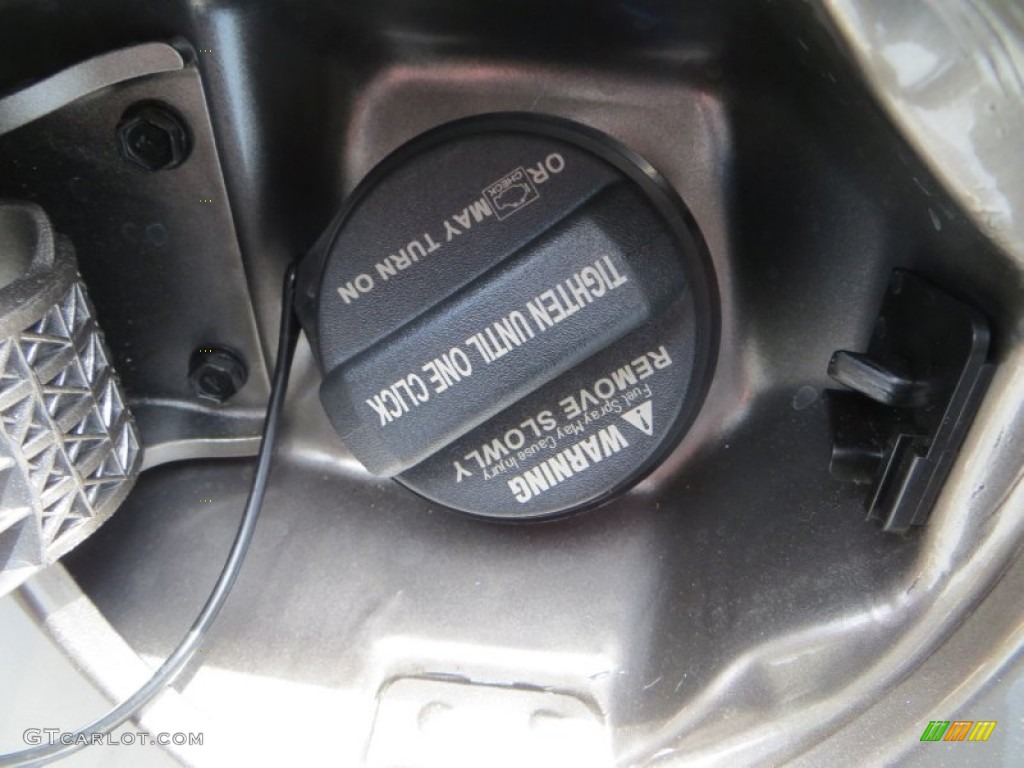 WARNING
Fuel Spray May Cause Injury
REMOVE SLOWLY
TIGHTEN UNTIL ONE CLICK
OR CHECK MAY TURN ON
GTCARLOT.COM